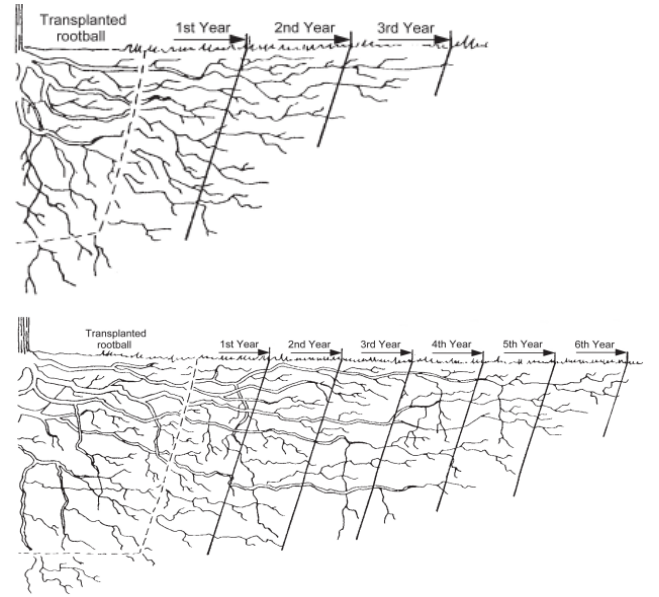 Transplanted
rootball
1st Year
2nd Year
3rd Year
Transplanted
rootball
1st Year
2nd Year
3rd Year
4th Year
5th Year
6th Year